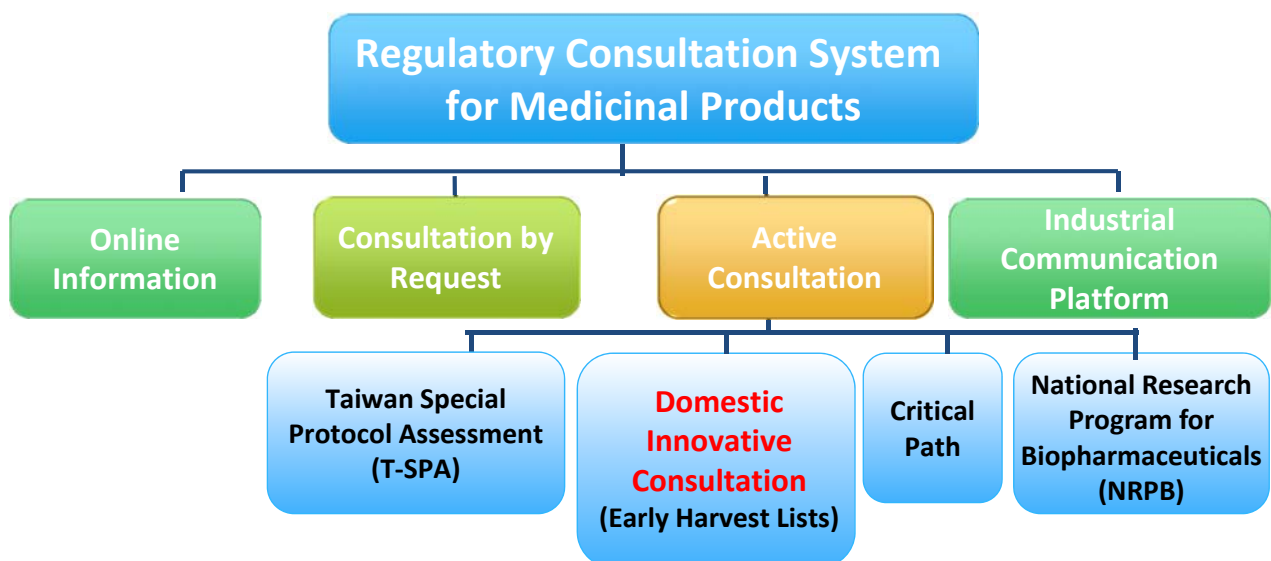 Regulatory Consultation System
for Medicinal Products
Online
Information
Consultation by
Request
Active
Consultation
Industrial
Communication
Platform
Taiwan Special
Protocol Assessment
(T-SPA)
Domestic
Innovative
Consultation
(Early Harvest Lists)
Critical
Path
National Research
Program for
Biopharmaceuticals
(NRPB)